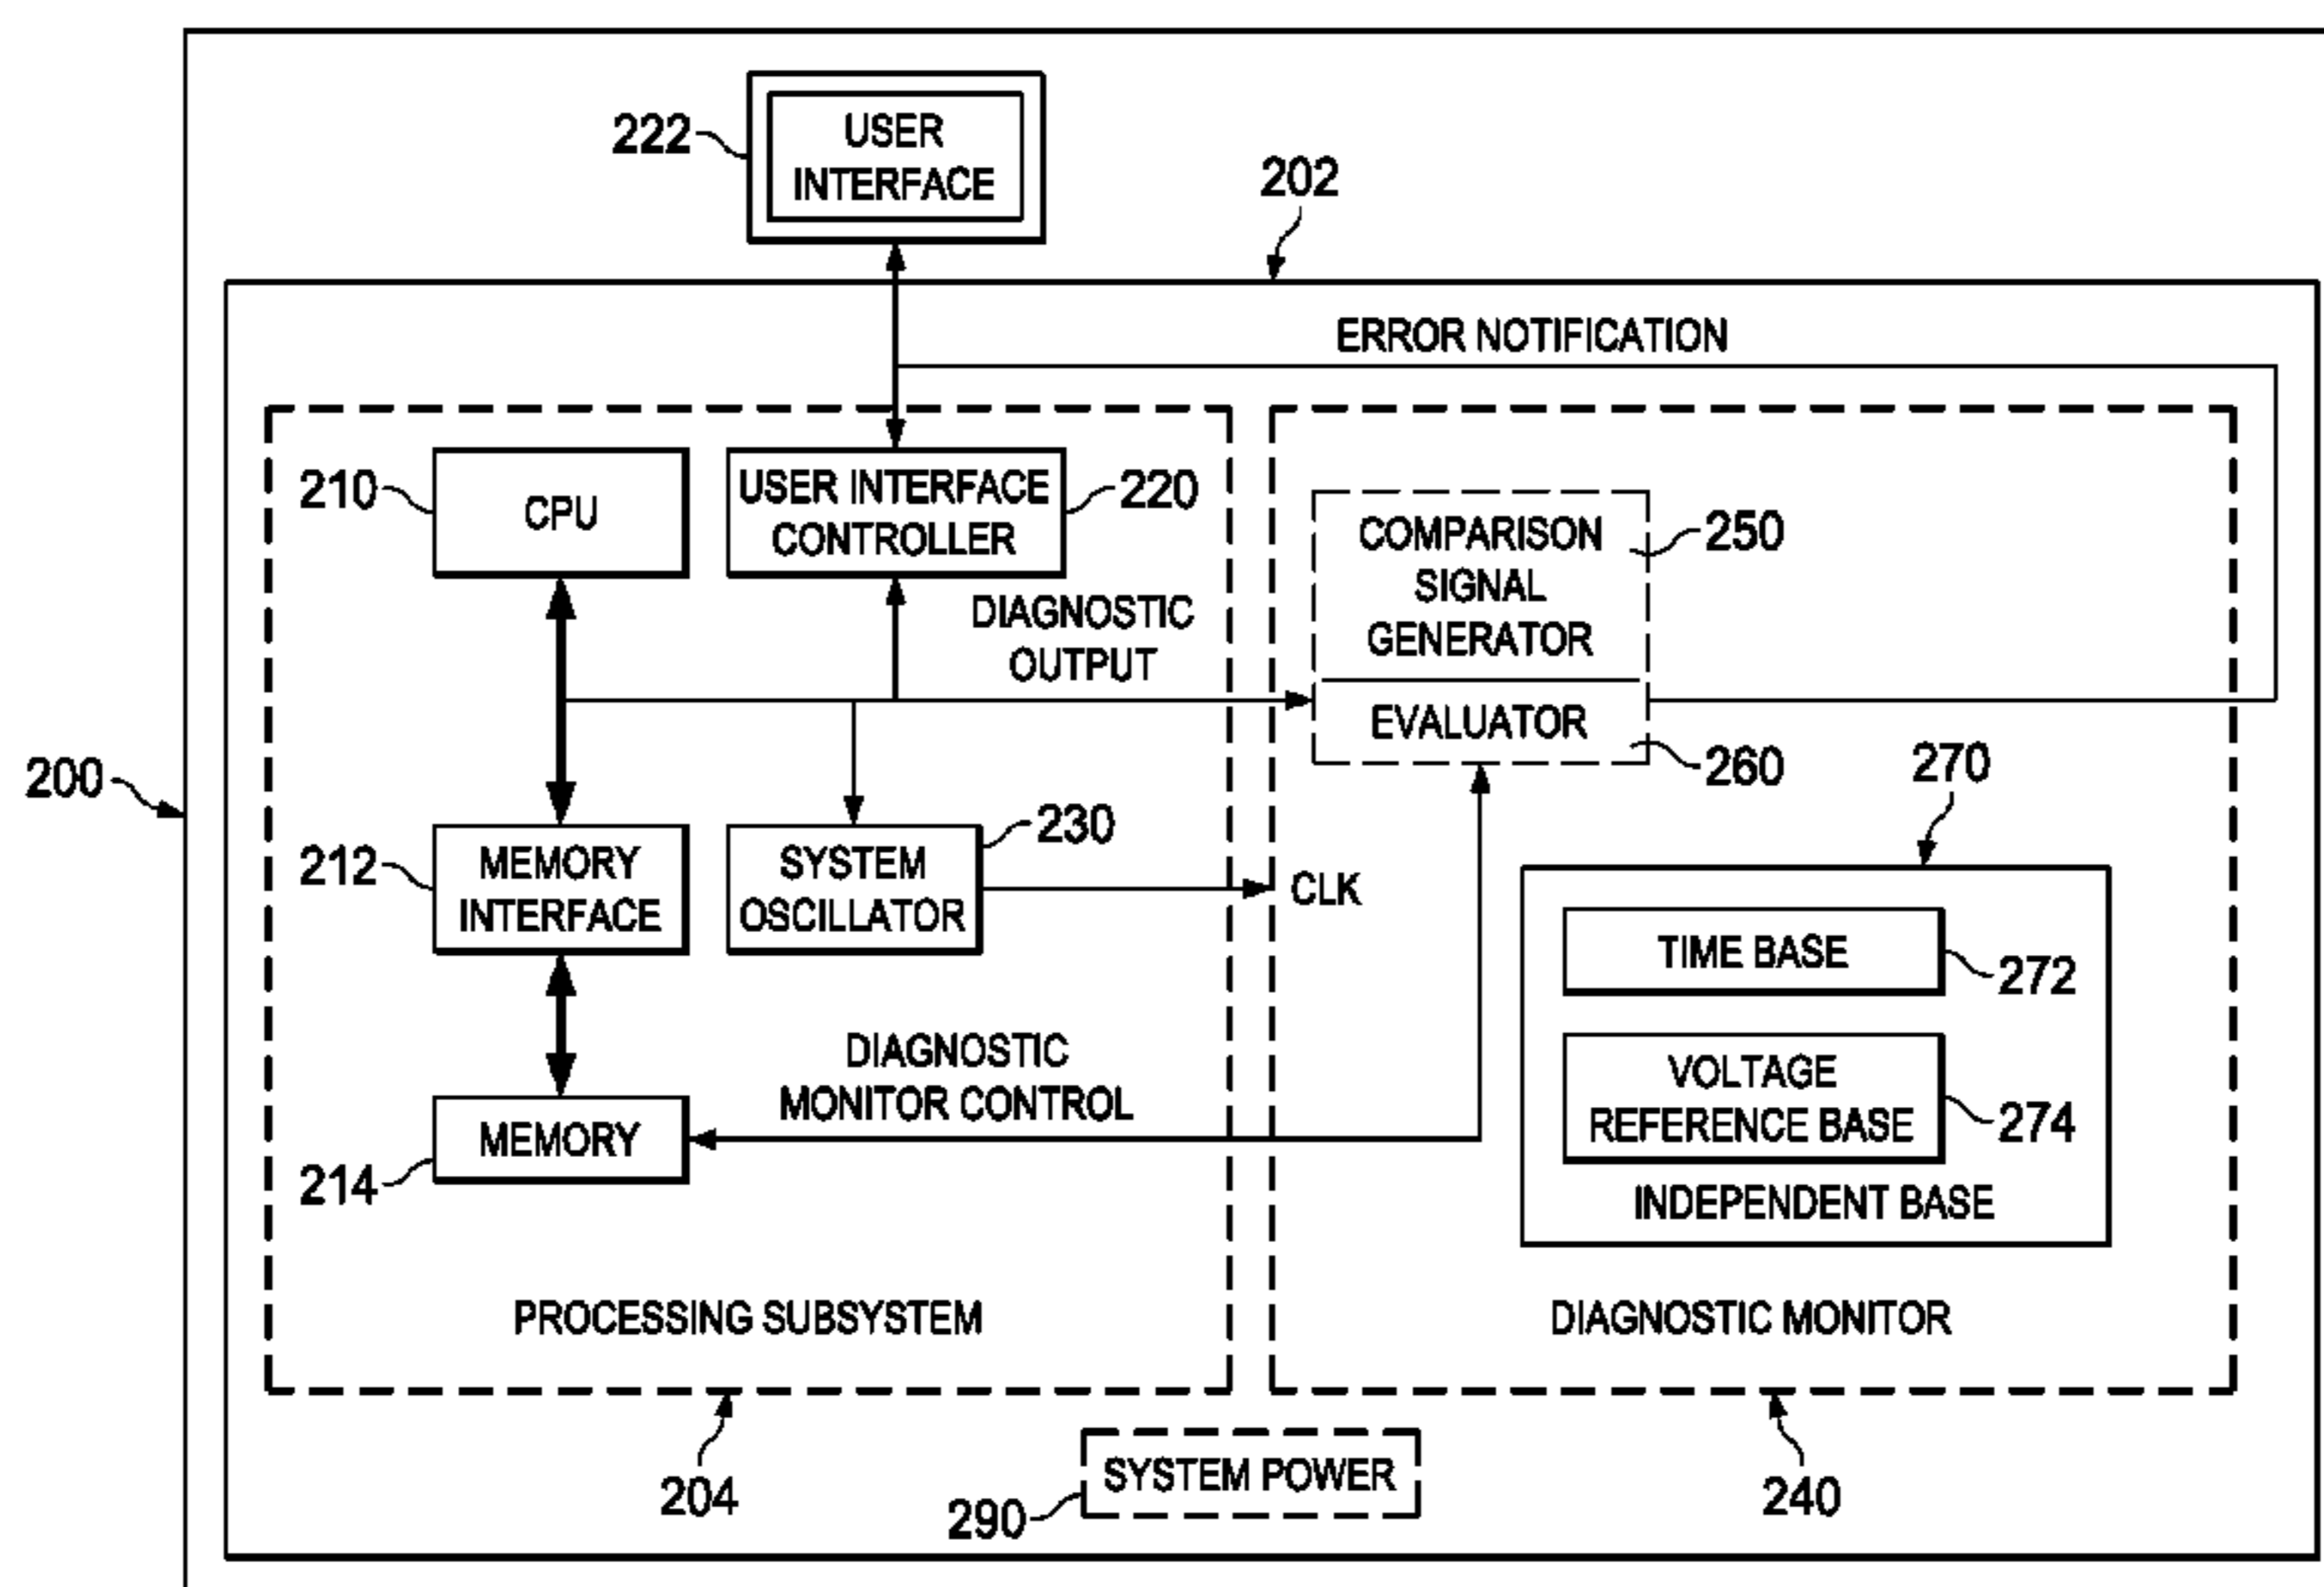 222
USER
INTERFACE
202
ERROR NOTIFICATION
210
CPU
USER INTERFACE
CONTROLLER
220
COMPARISON
SIGNAL
GENERATOR
250
DIAGNOSTIC
OUTPUT
EVALUATOR
260
200
270
212
MEMORY
INTERFACE
SYSTEM
OSCILLATOR
230
CLK
TIME BASE
272
DIAGNOSTIC
MONITOR CONTROL
VOLTAGE
REFERENCE BASE
274
MEMORY
214
INDEPENDENT BASE
PROCESSING SUBSYSTEM
DIAGNOSTIC MONITOR
204
SYSTEM POWER
290
240